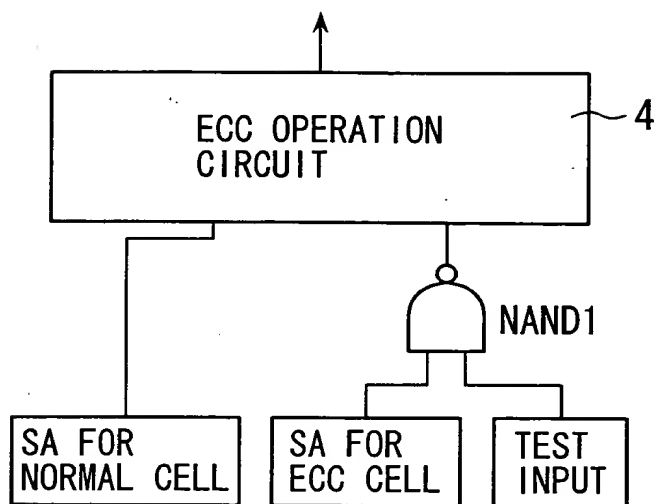 ECC OPERATION
CIRCUIT
4
NAND1
SA FOR
NORMAL CELL
SA FOR
ECC CELL
TEST
INPUT